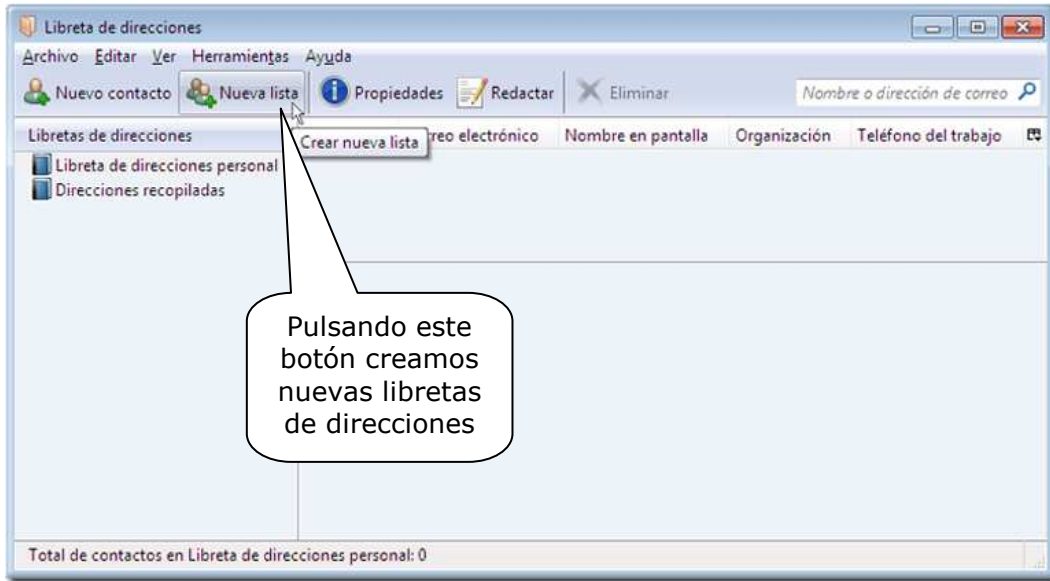 Libreta de direcciones
Archivo Editar Ver Herramientas Ayuda
Nuevo contacto Nueva lista Propiedades Redactar Eliminar Nombre o dirección de correo
Libretas de direcciones Crear nueva lista electrónico Nombre en pantalla Organización Teléfono del trabajo
Libreta de direcciones personal
Direcciones recopiladas
Pulsando este
botón creamos
nuevas libretas
de direcciones
Total de contactos en Libreta de direcciones personal: 0